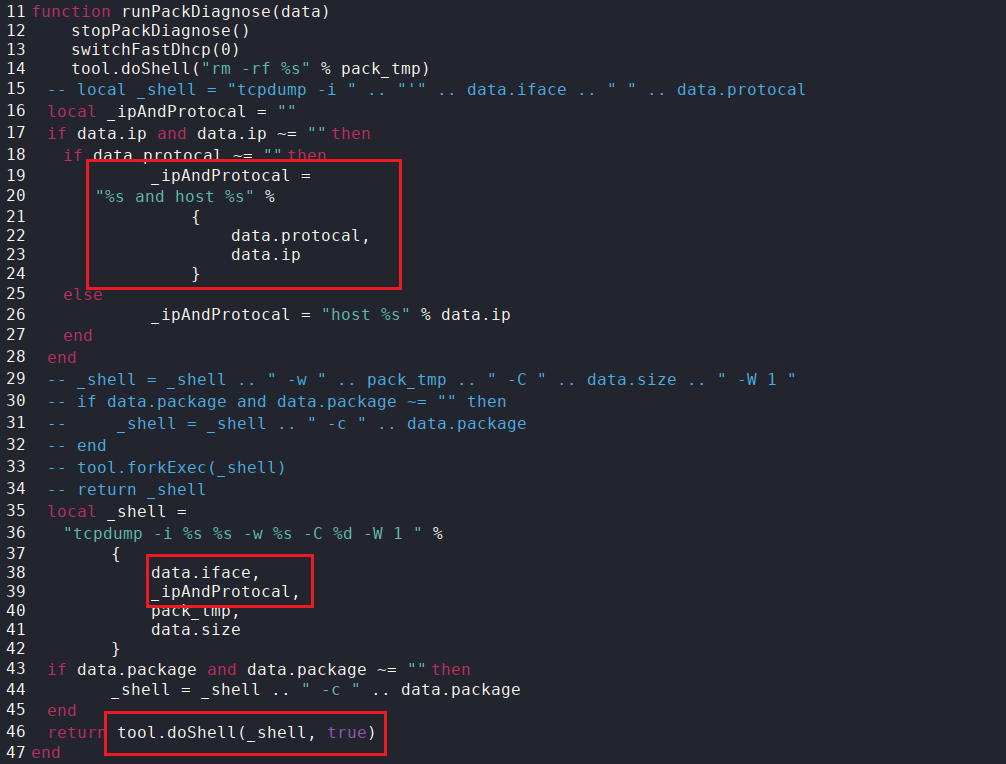 11 function runPackDiagnose(data)
12     stopPackDiagnose()
13     switchFastDhcp(0)
14     tool.doShell("rm -rf %s" % pack_tmp)
15   -- local _shell = "tcpdump -i " .. "'" .. data.iface .. " " .. data.protocal
16   local _ipAndProtocal = ""
17   if data.ip and data.ip ~= "" then
18     if data.protocal ~= "" then
19             _ipAndProtocal =
20        "%s and host %s" %
21                 {
22                     data.protocal,
23                     data.ip
24                 }
25     else
26             _ipAndProtocal = "host %s" % data.ip
27     end
28   end
29   -- _shell = _shell .. " -w " .. pack_tmp .. " -C " .. data.size .. " -W 1 "
30   -- if data.package and data.package ~= "" then
31   --     _shell = _shell .. " -c " .. data.package
32   -- end
33   -- tool.forkExec(_shell)
34   -- return _shell
35   local _shell =
36    "tcpdump -i %s %s -w %s -C %d -W 1 " %
37         {
38             data.iface,
39             _ipAndProtocal,
40             pack_tmp,
41             data.size
42         }
43   if data.package and data.package ~= "" then
44         _shell = _shell .. " -c " .. data.package
45   end
46   return tool.doShell(_shell, true)
47 end